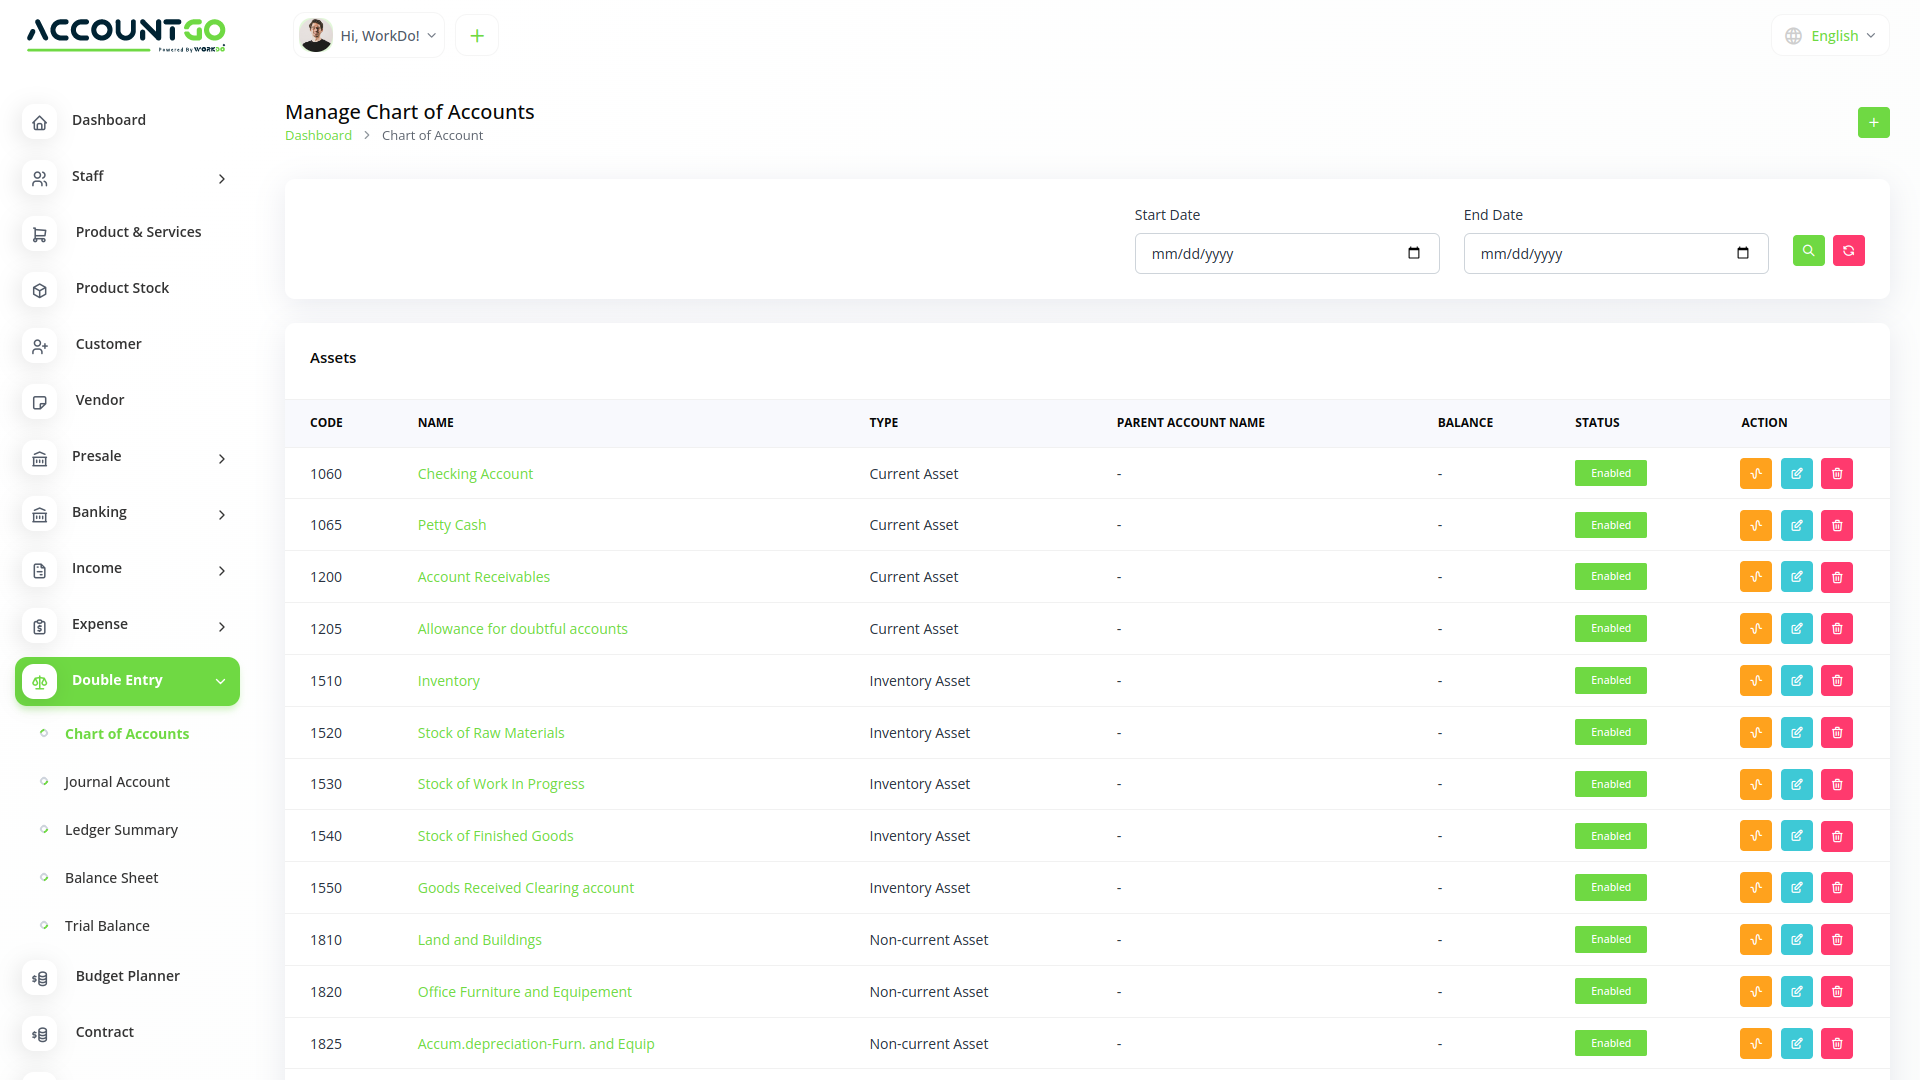 ACCOUNTGO
Powered By WORKDO
Hi, WorkDo!
English
Dashboard
Staff
Product & Services
Product Stock
Customer
Vendor
Presale
Banking
Income
Expense
Double Entry
Chart of Accounts
Journal Account
Ledger Summary
Balance Sheet
Trial Balance
Budget Planner
Contract
Manage Chart of Accounts
Dashboard > Chart of Account
Start Date End Date
mm/dd/yyyy mm/dd/yyyy
Assets
CODE NAME TYPE PARENT ACCOUNT NAME BALANCE STATUS ACTION
1060 Checking Account Current Asset - - Enabled
1065 Petty Cash Current Asset - - Enabled
1200 Account Receivables Current Asset - - Enabled
1205 Allowance for doubtful accounts Current Asset - - Enabled
1510 Inventory Inventory Asset - - Enabled
1520 Stock of Raw Materials Inventory Asset - - Enabled
1530 Stock of Work In Progress Inventory Asset - - Enabled
1540 Stock of Finished Goods Inventory Asset - - Enabled
1550 Goods Received Clearing account Inventory Asset - - Enabled
1810 Land and Buildings Non-current Asset - - Enabled
1820 Office Furniture and Equipement Non-current Asset - - Enabled
1825 Accum.depreciation-Furn. and Equip Non-current Asset - - Enabled